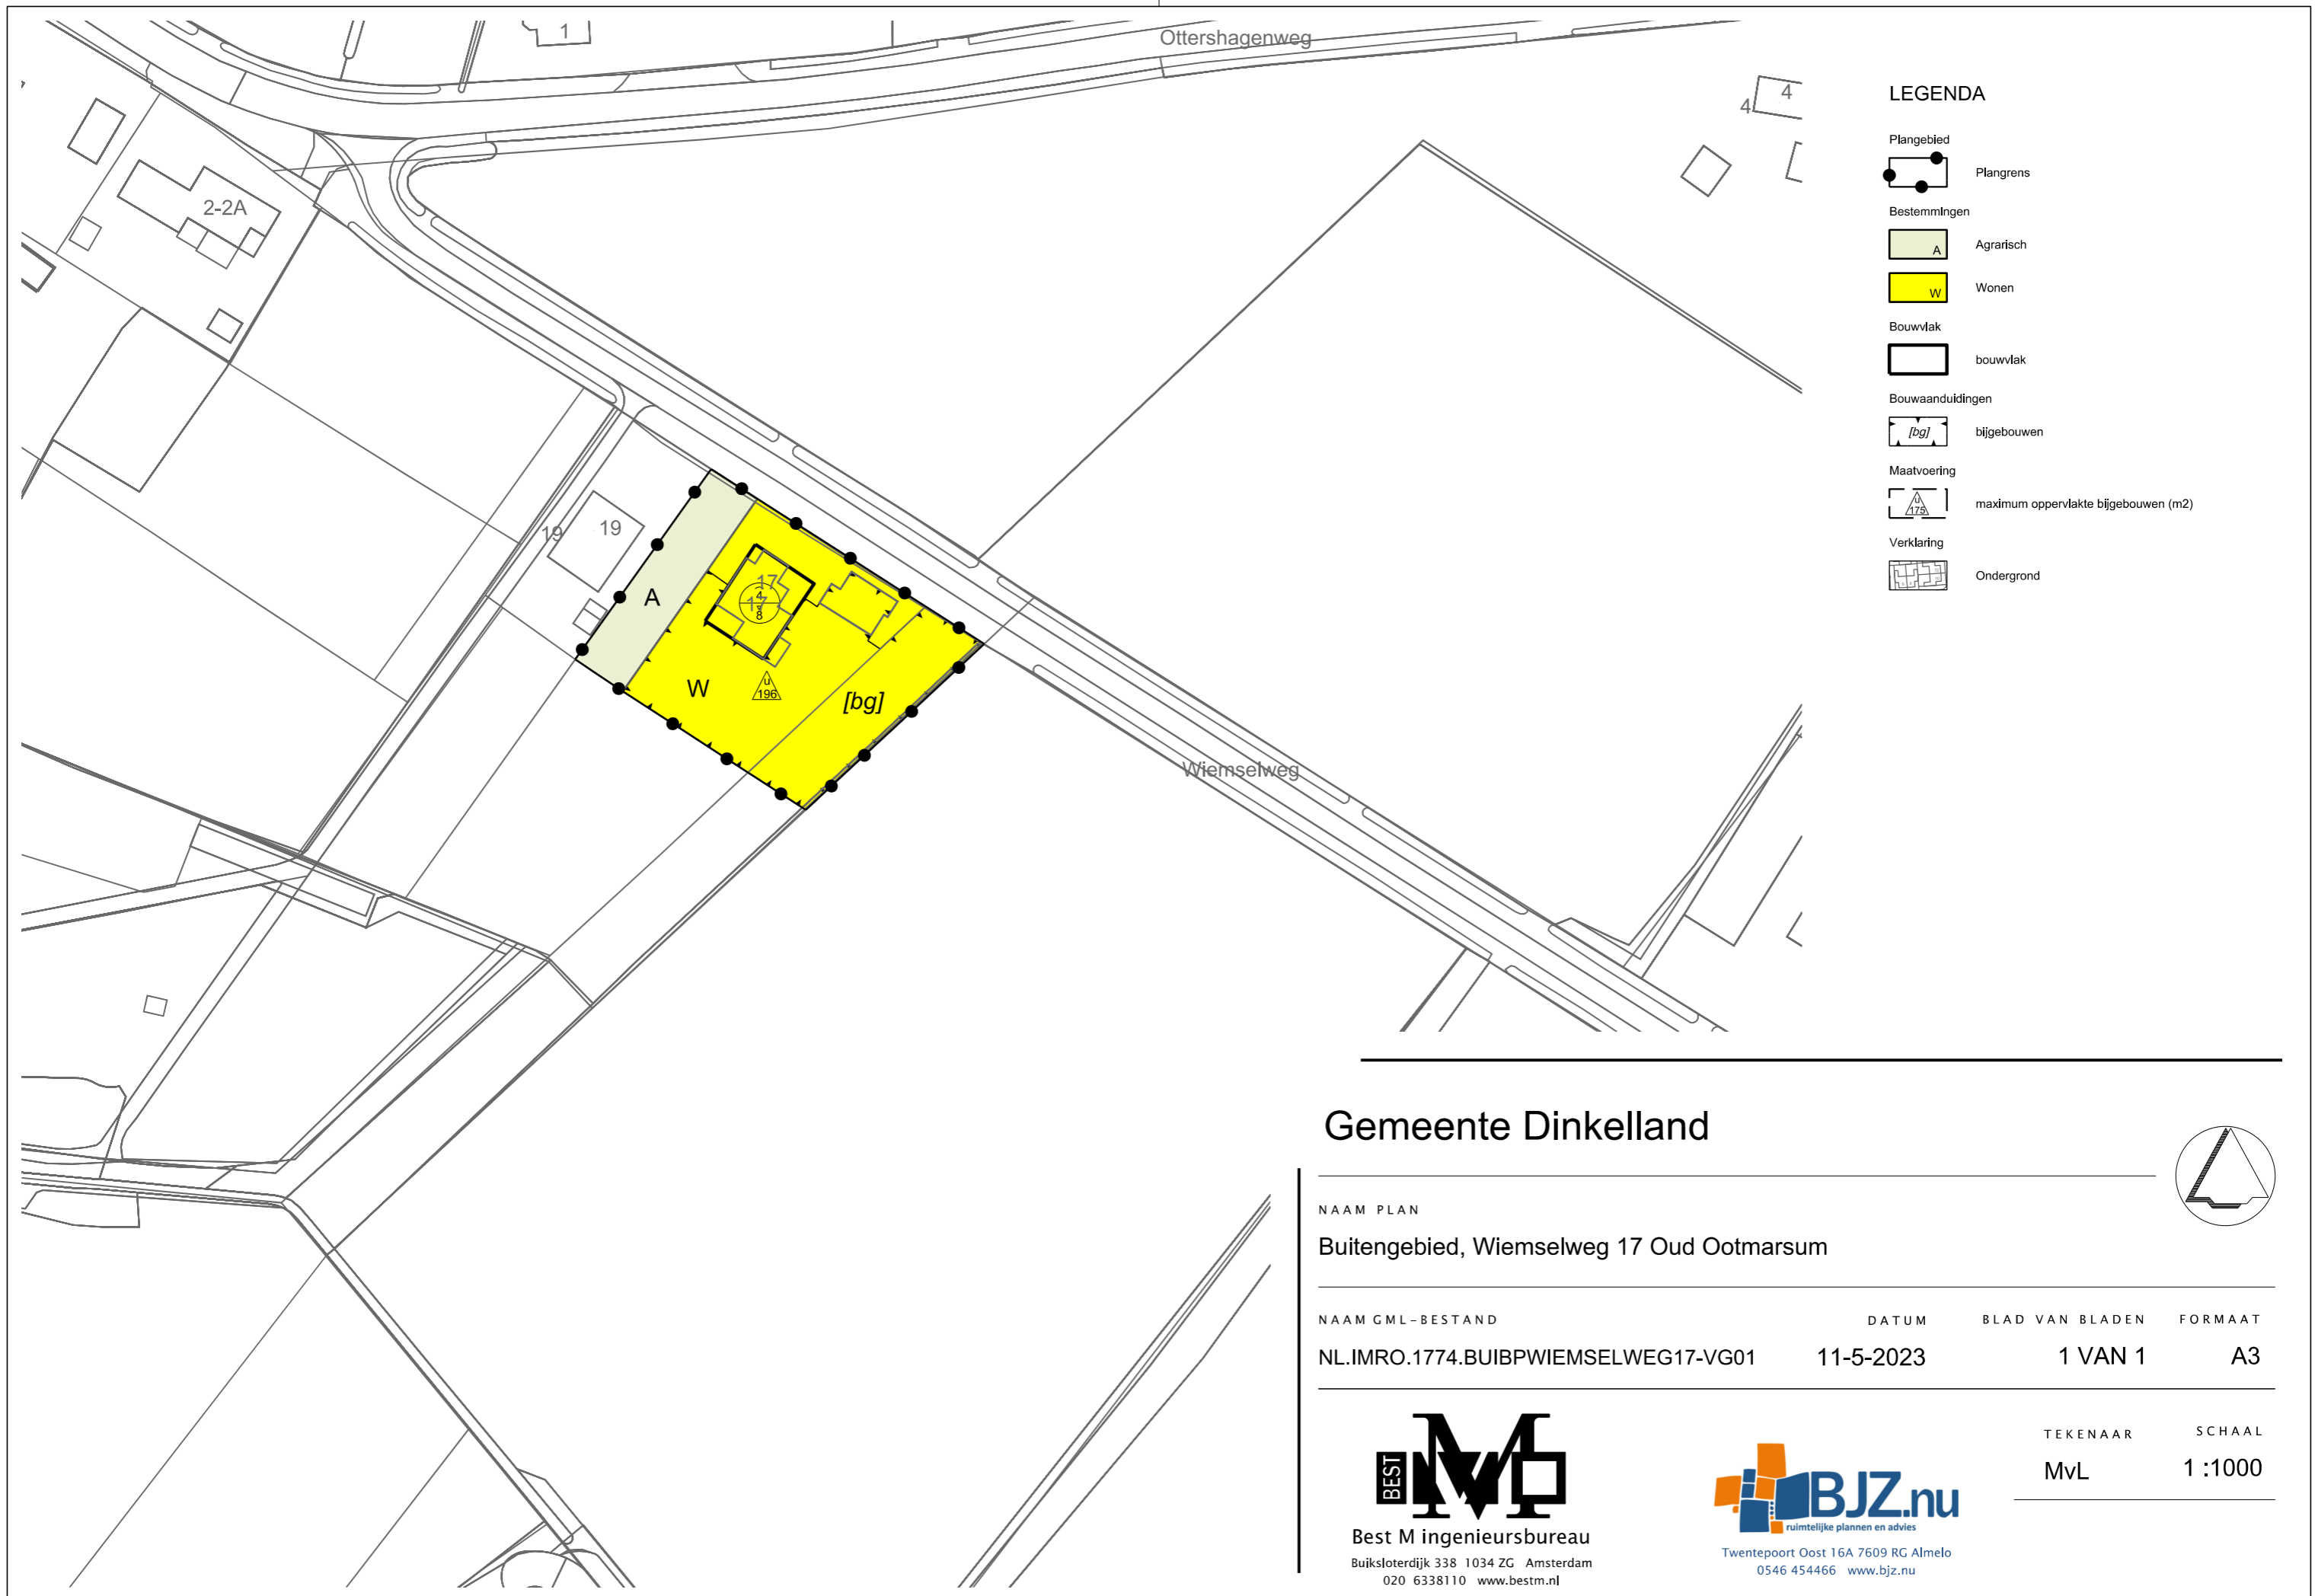 1
Ottershagenweg
4
4
2-2A
19
19
A
17
17
4
8
W
u
196
[bg]
Wiemselweg
LEGENDA
Plangebied
Plangrens
Bestemmingen
A
Agrarisch
W
Wonen
Bouwvlak
bouwvlak
Bouwaanduidingen
[bg]
bijgebouwen
Maatvoering
u
175
maximum oppervlakte bijgebouwen (m2)
Verklaring
Ondergrond
Gemeente Dinkelland
NAAM PLAN
Buitengebied, Wiemselweg 17 Oud Ootmarsum
NAAM GML-BESTAND DATUM BLAD VAN BLADEN FORMAAT
NL.IMRO.1774.BUIBPWIEMSELWEG17-VG01 11-5-2023 1 VAN 1 A3
BEST M
Best M ingenieursbureau
Buiksloterdijk 338 1034 ZG Amsterdam
020 6338110 www.bestm.nl
BJZ.nu
ruimtelijke plannen en advies
Twentepoort Oost 16A 7609 RG Almelo
0546 454466 www.bjz.nu
TEKENAAR SCHAAL
MvL 1 :1000